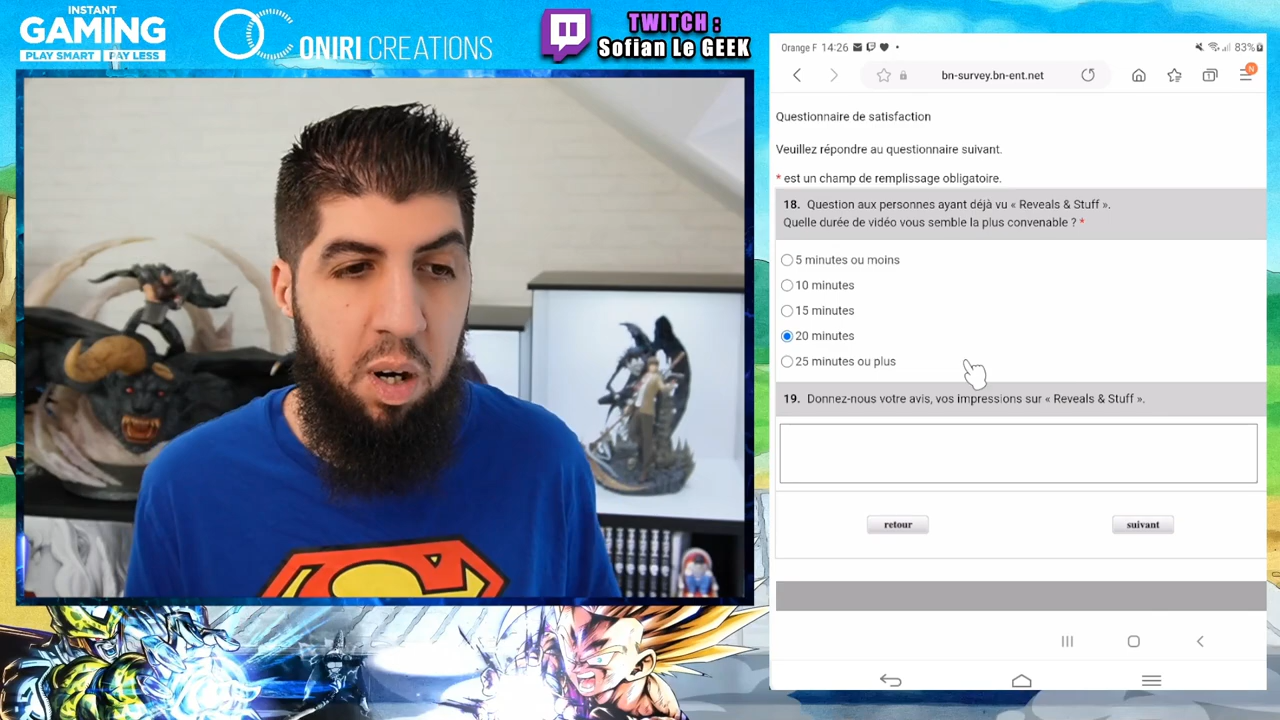 INSTANT
GAMING
PLAY SMART PAY LESS
ONIRI CREATIONS
TWITCH :
Sofian Le GEEK
Orange F 14:26
83%
bn-survey.bn-ent.net
N
Questionnaire de satisfaction
Veuillez répondre au questionnaire suivant.
* est un champ de remplissage obligatoire.
18. Question aux personnes ayant déjà vu « Reveals & Stuff ».
Quelle durée de vidéo vous semble la plus convenable ? *
5 minutes ou moins
10 minutes
15 minutes
20 minutes
25 minutes ou plus
19. Donnez-nous votre avis, vos impressions sur « Reveals & Stuff ».
retour
suivant